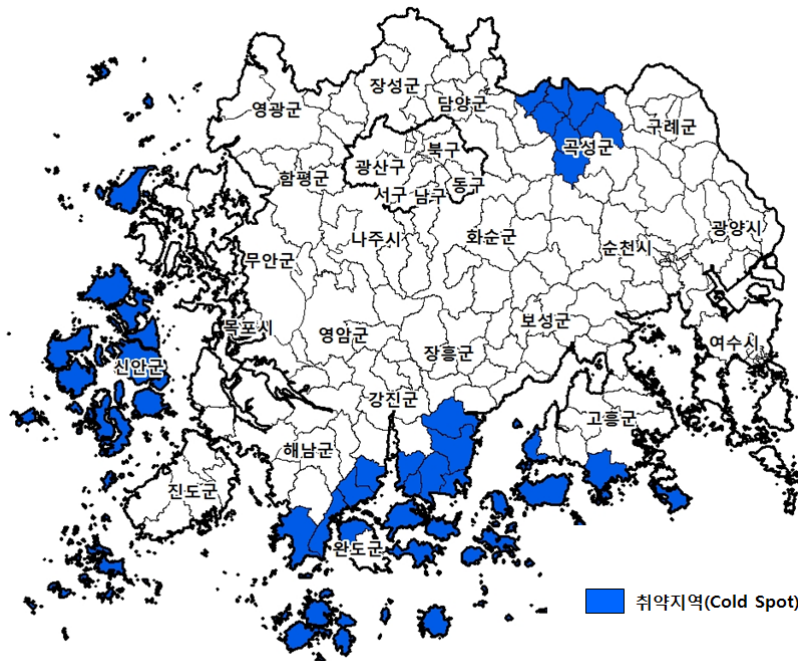 장성군
영광군
담양군
구례군
북구
곡성군
광산구
함평군
동구
서구
남구
나주시
화순군
광양시
순천시
무안군
목포시
영암군
보성군
장흥군
여수시
신안군
강진군
고흥군
해남군
진도군
완도군
취약지역(Cold Spot)